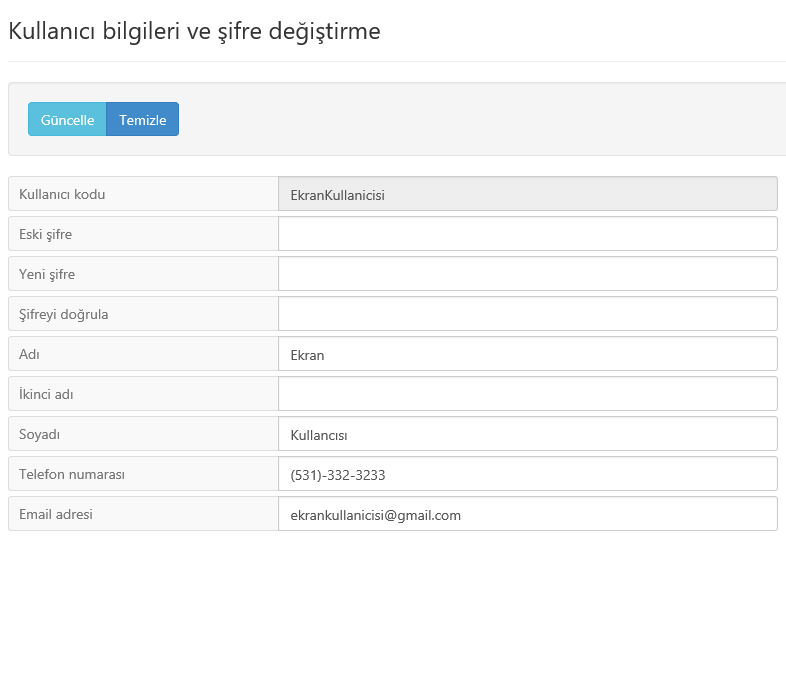 Kullanıcı bilgileri ve şifre değiştirme
Güncelle Temizle
Kullanıcı kodu EkranKullanicisi
Eski şifre
Yeni şifre
Şifreyi doğrula
Adı Ekran
İkinci adı
Soyadı Kullancısı
Telefon numarası (531)-332-3233
Email adresi ekrankullanicisi@gmail.com